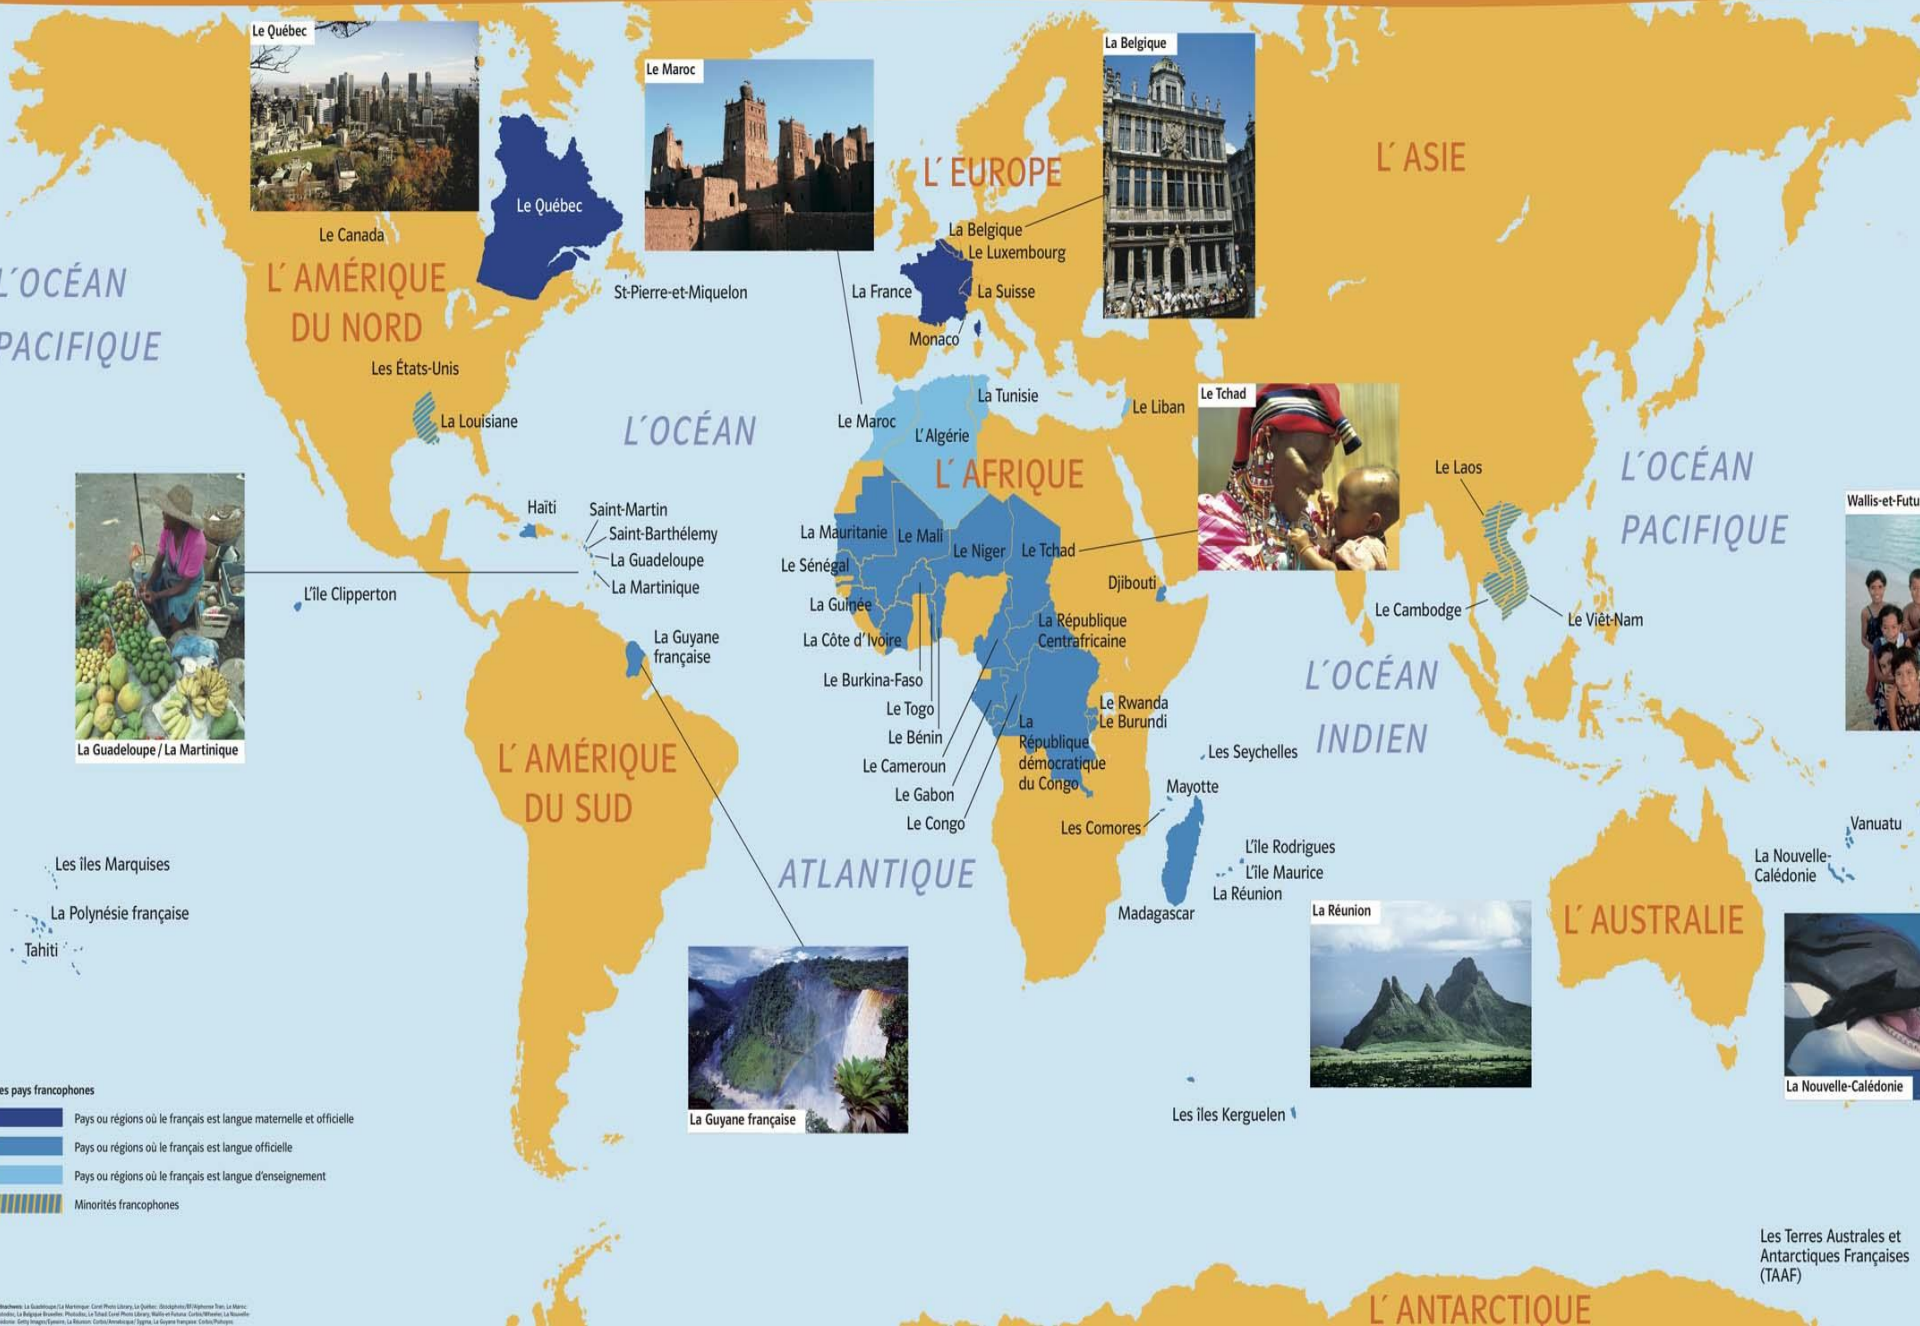 Le Québec
Le Maroc
La Belgique
L´EUROPE
L´ASIE
Le Québec
Le Canada
La Belgique
Le Luxembourg
L´OCÉAN
PACIFIQUE
L´AMÉRIQUE
DU NORD
St-Pierre-et-Miquelon
La France
La Suisse
Monaco
Les États-Unis
La Louisiane
L´OCÉAN
La Tunisie
Le Maroc
L´Algérie
Le Liban
Le Tchad
L´AFRIQUE
Le Laos
L´OCÉAN
PACIFIQUE
Wallis-et-Futu
Haïti
Saint-Martin
Saint-Barthélemy
La Guadeloupe
La Martinique
L'île Clipperton
La Mauritanie
Le Mali
Le Niger
Le Tchad
Le Sénégal
Djibouti
La Guinée
La République
Centrafricaine
La Côte d'Ivoire
Le Cambodge
Le Viêt-Nam
La Guyane
française
Le Burkina-Faso
Le Togo
Le Bénin
Le Cameroun
Le Gabon
Le Congo
Le Rwanda
Le Burundi
La
République
démocratique
du Congo
L´OCÉAN
INDIEN
La Guadeloupe / La Martinique
L´AMÉRIQUE
DU SUD
Les Seychelles
Mayotte
Les Comores
L'île Rodrigues
L'île Maurice
La Réunion
Madagascar
Vanuatu
La Nouvelle-
Calédonie
Les îles Marquises
La Polynésie française
Tahiti
ATLANTIQUE
La Réunion
L´AUSTRALIE
La Guyane française
La Nouvelle-Calédonie
Les îles Kerguelen
es pays francophones
Pays ou régions où le français est langue maternelle et officielle
Pays ou régions où le français est langue officielle
Pays ou régions où le français est langue d'enseignement
Minorités francophones
Les Terres Australes et
Antarctiques Françaises
(TAAF)
L´ANTARCTIQUE